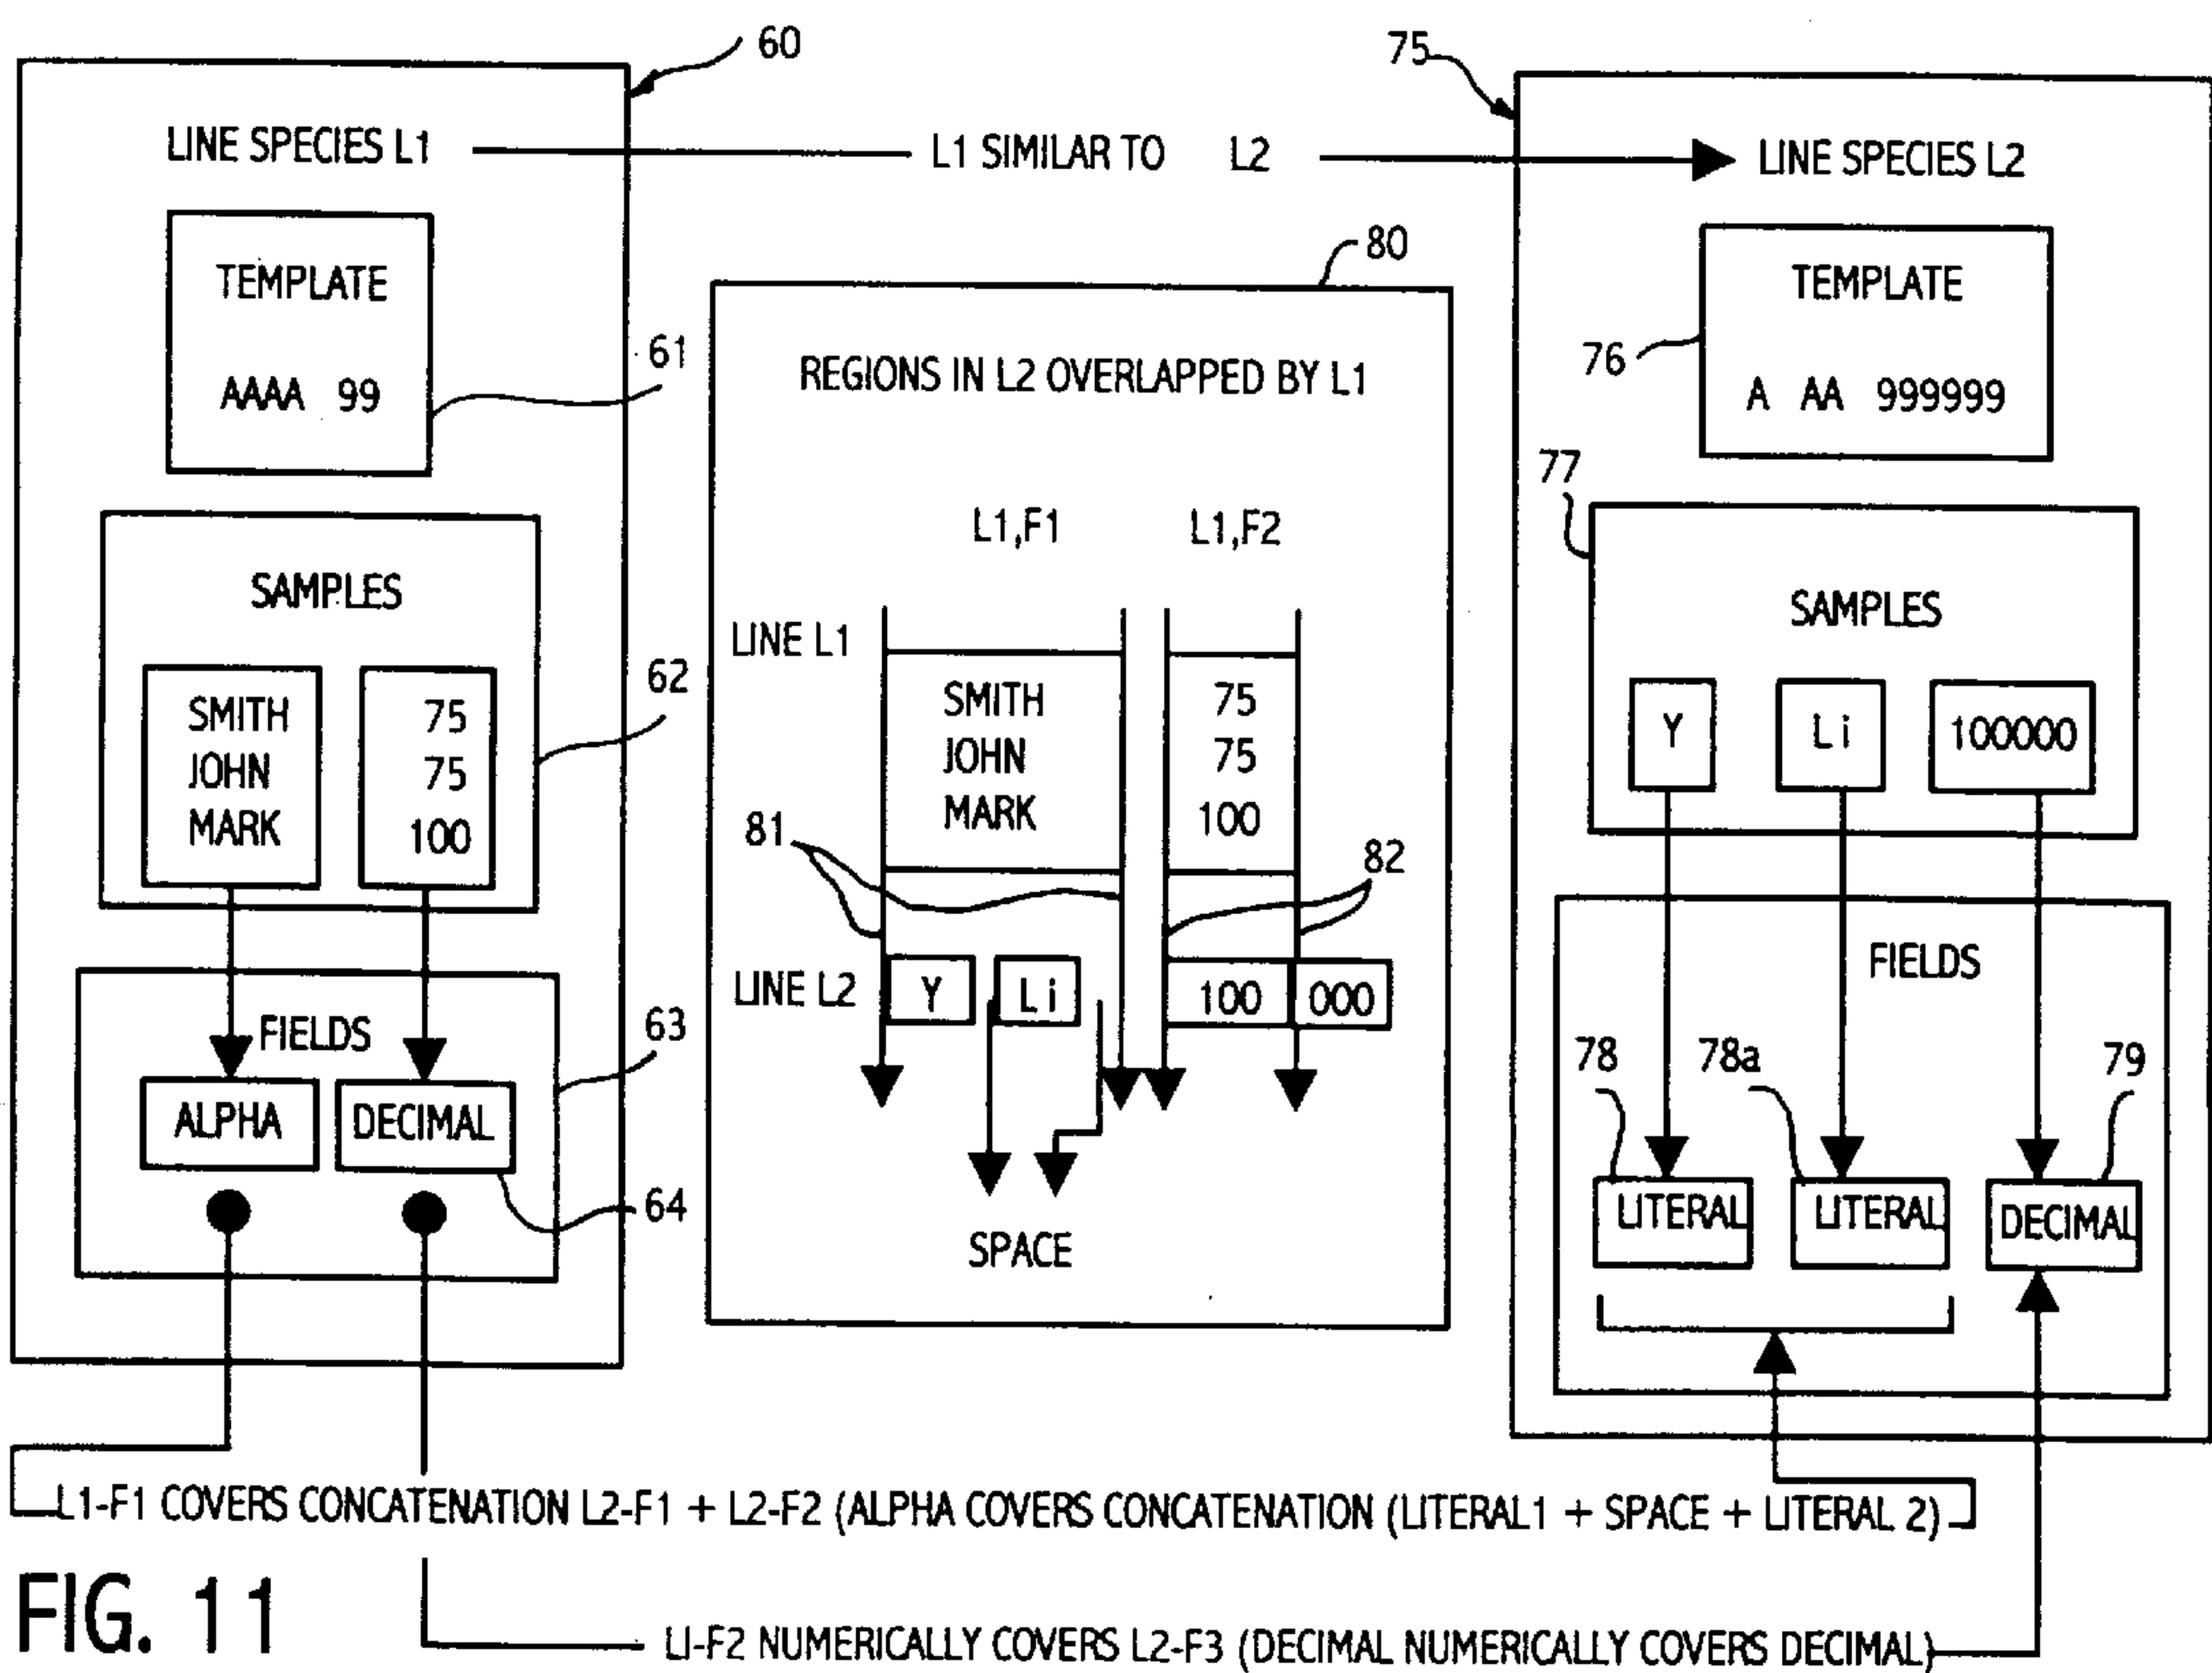 60
75
LINE SPECIES L1
L1 SIMILAR TO L2
LINE SPECIES L2
TEMPLATE
AAAA 99
61
80
TEMPLATE
A AA 999999
76
SAMPLES
SMITH
JOHN
MARK
75
75
100
62
REGIONS IN L2 OVERLAPPED BY L1
L1,F1
L1,F2
LINE L1
SMITH
JOHN
MARK
75
75
100
81
82
LINE L2
Y
Li
100
000
SPACE
77
SAMPLES
Y
Li
100000
FIELDS
ALPHA
DECIMAL
63
64
FIELDS
78
78a
79
LITERAL
LITERAL
DECIMAL
L1-F1 COVERS CONCATENATION L2-F1 + L2-F2 (ALPHA COVERS CONCATENATION (LITERAL1 + SPACE + LITERAL 2)
LI-F2 NUMERICALLY COVERS L2-F3 (DECIMAL NUMERICALLY COVERS DECIMAL)
FIG. 11